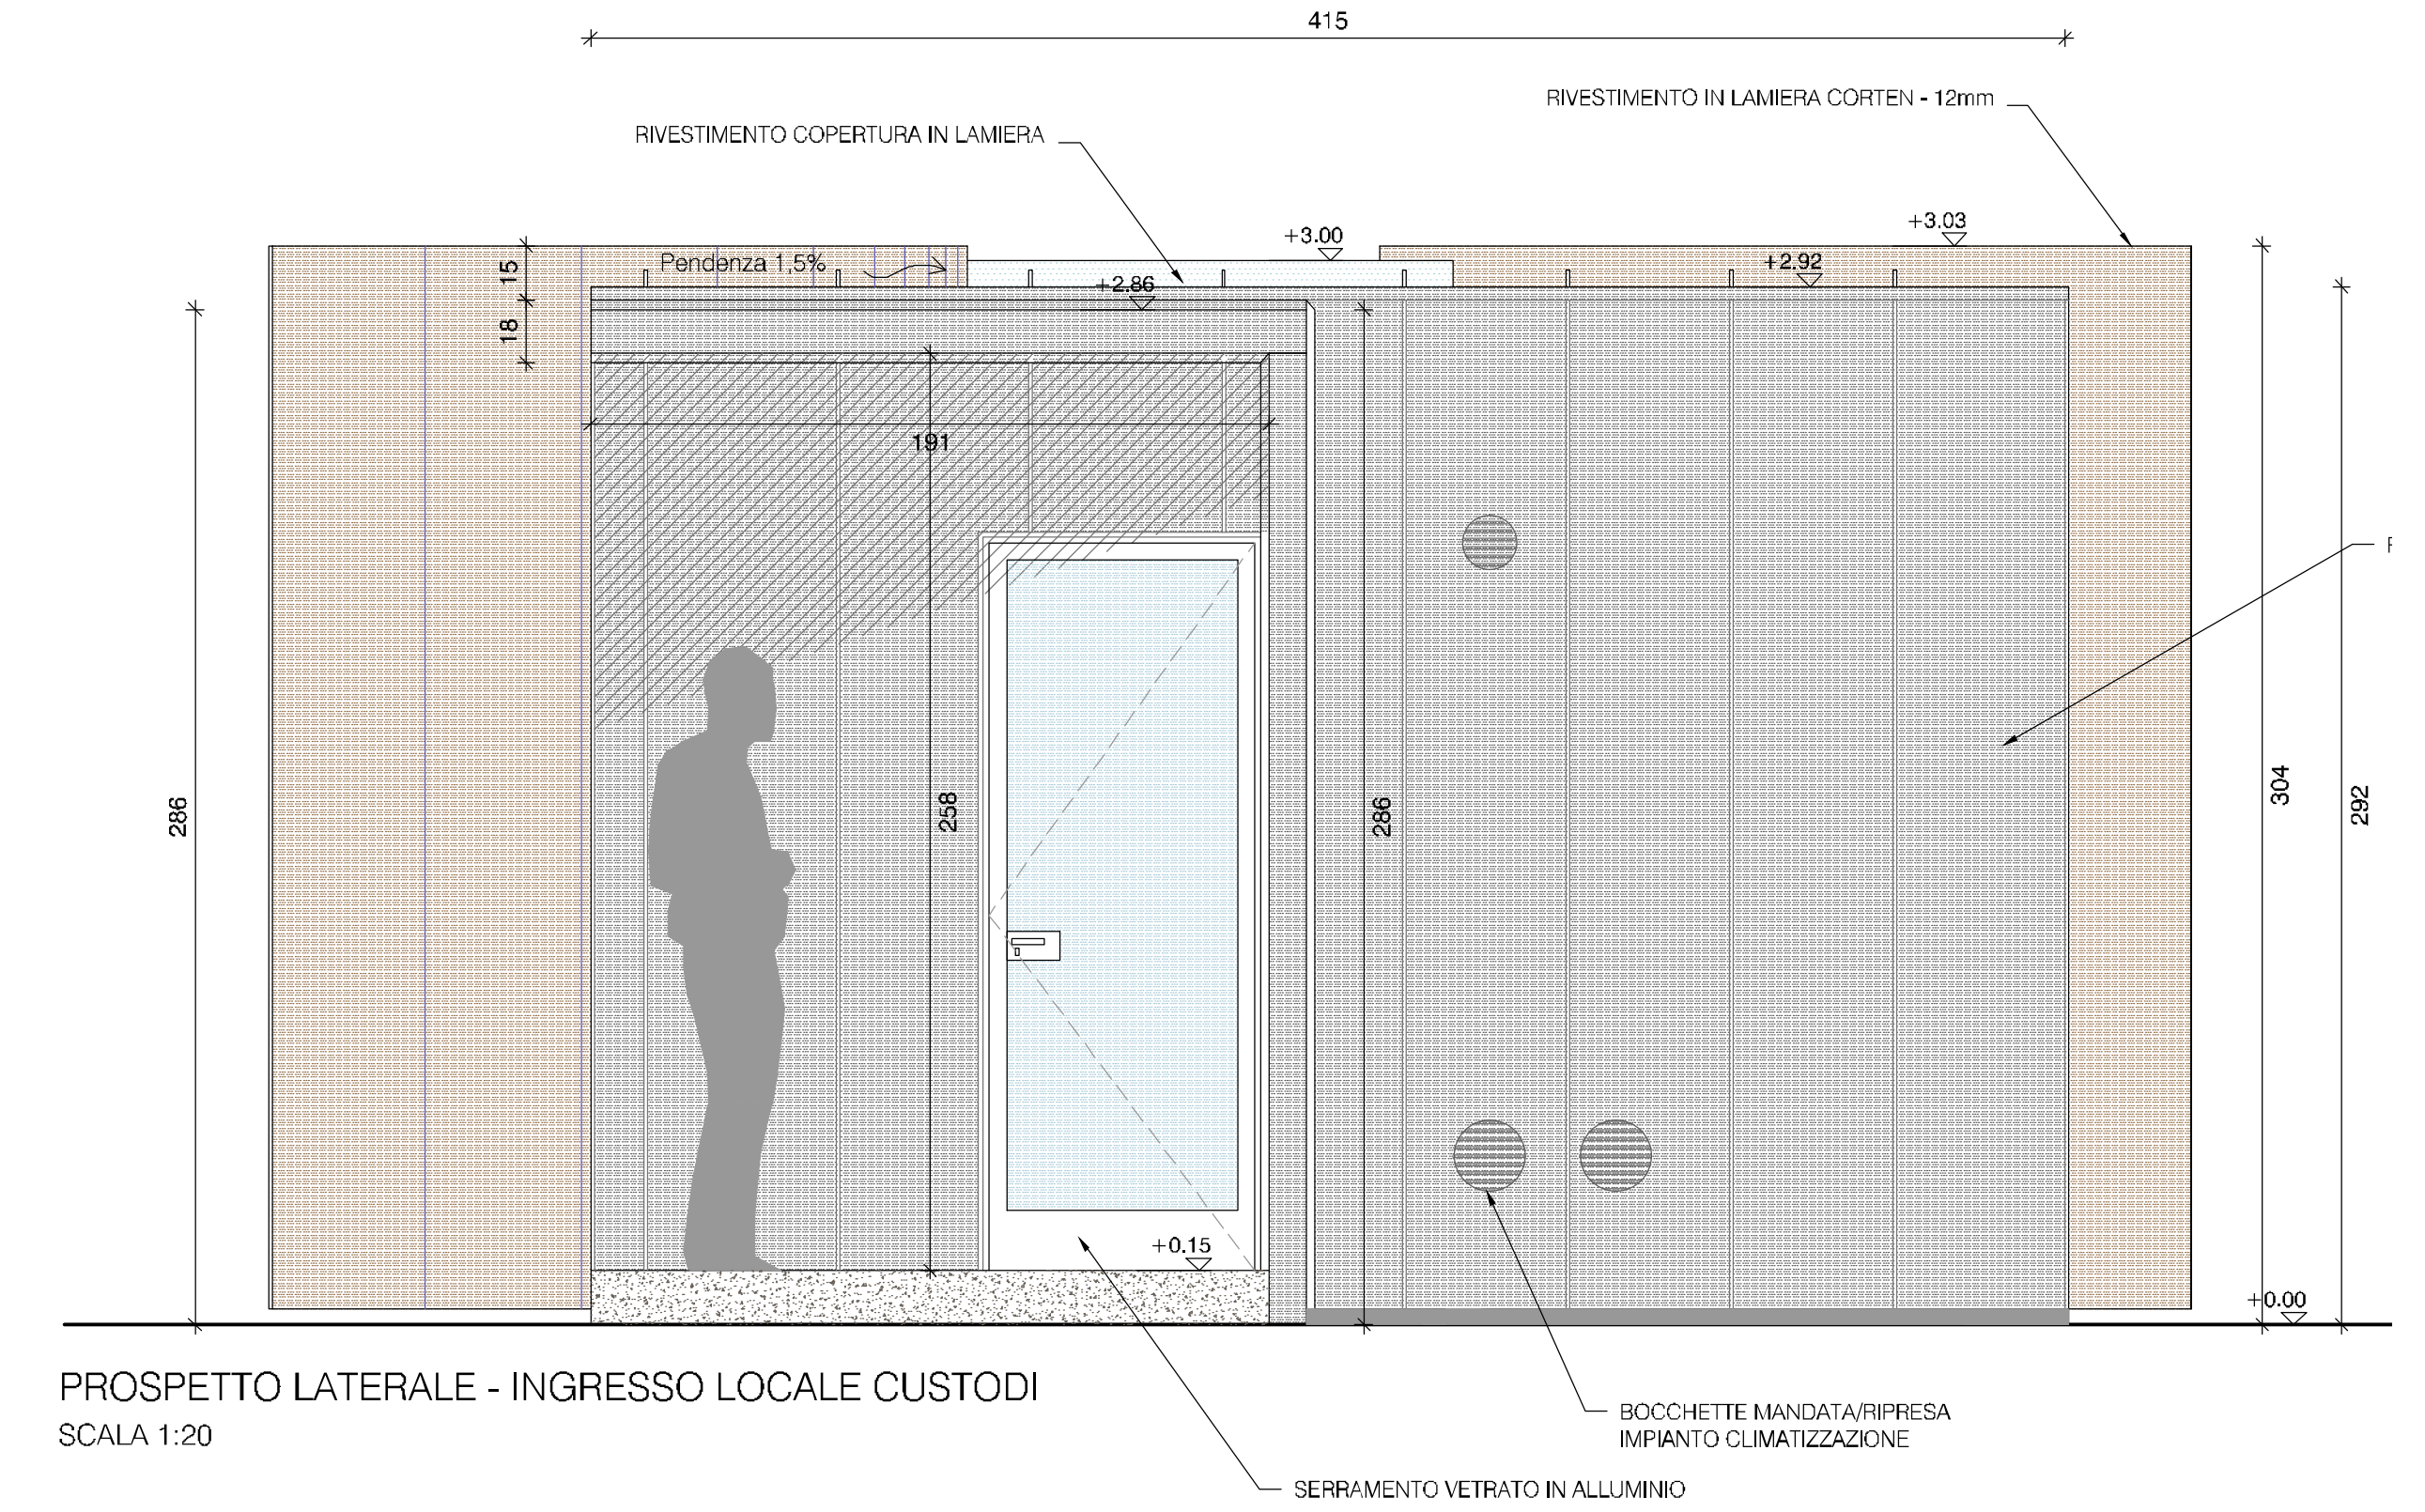 415
RIVESTIMENTO IN LAMIERA CORTEN - 12mm
RIVESTIMENTO COPERTURA IN LAMIERA
+3.03
+3.00
Pendenza 1,5%
+2.92
+2.86
15
18
191
286
258
286
304
292
+0.15
+0.00
PROSPETTO LATERALE - INGRESSO LOCALE CUSTODI
SCALA 1:20
BOCCHETTE MANDATA/RIPRESA
IMPIANTO CLIMATIZZAZIONE
SERRAMENTO VETRATO IN ALLUMINIO